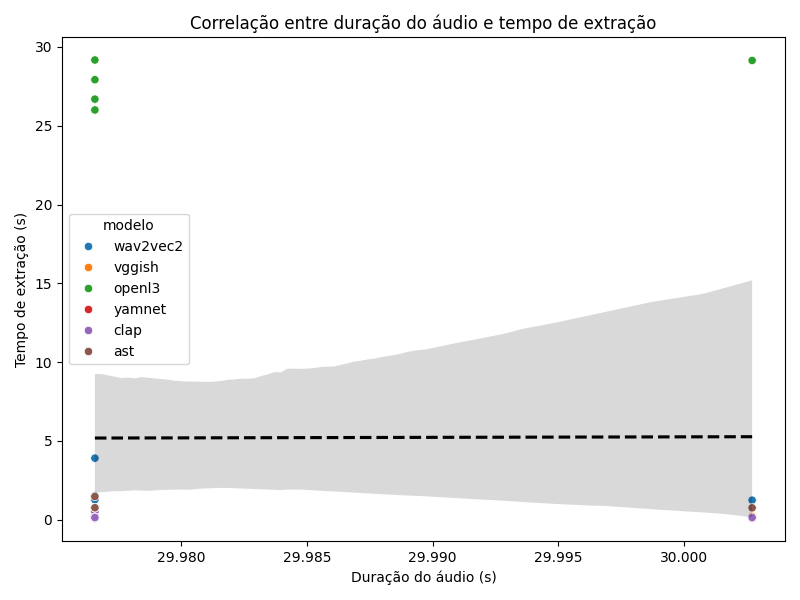 Correlação entre duração do áudio e tempo de extração
30
25
20
15
10
5
0
Tempo de extração (s)
modelo
wav2vec2
vggish
openl3
yamnet
clap
ast
29.980 29.985 29.990 29.995 30.000
Duração do áudio (s)